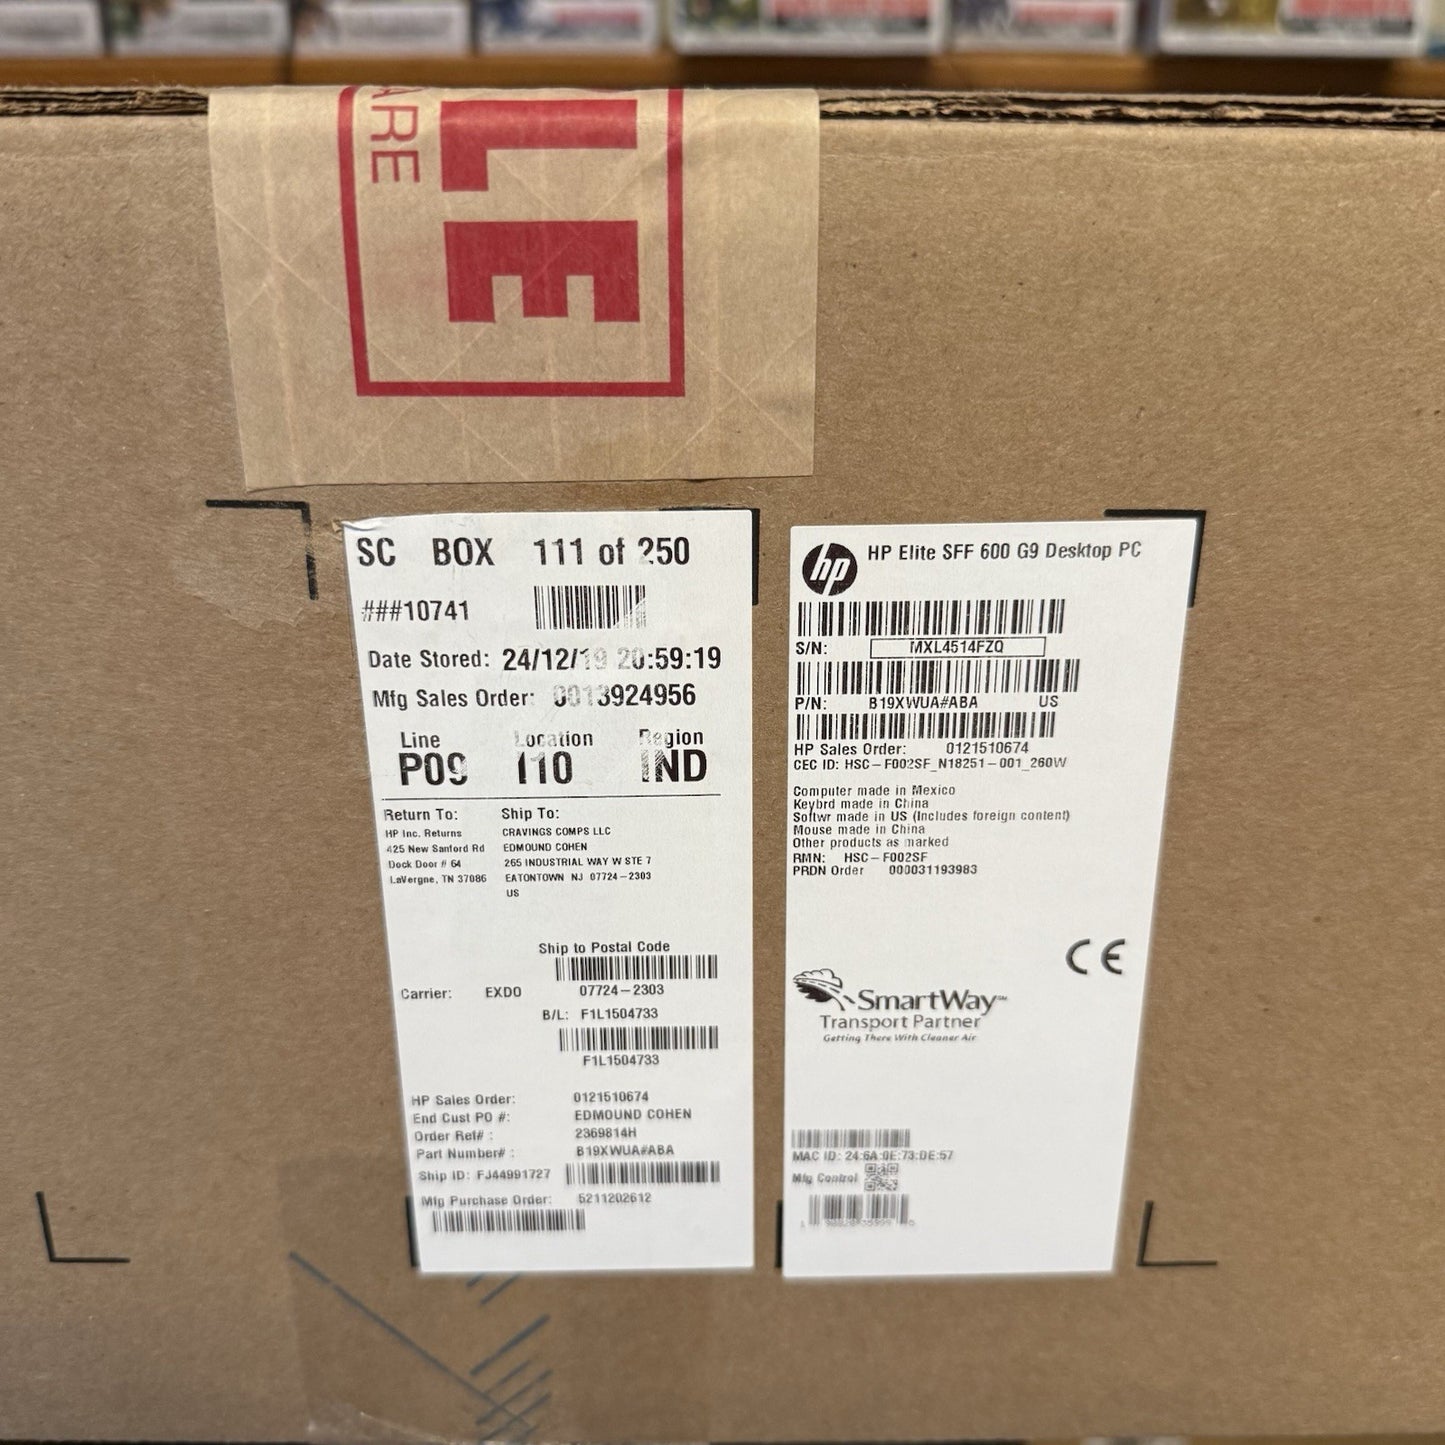 ARE
LE
SC BOX 111 of 250
###10741
Date Stored: 24/12/19 20:59:19
Mfg Sales Order: 0013924956
Line Location Region
P09 I10 IND
Return To:
HP Inc. Returns
425 New Sanford Rd
Dock Door # 64
LaVergne, TN 37086
Ship To:
CRAVINGS COMPS LLC
EDMOUND COHEN
265 INDUSTRIAL WAY W STE 7
EATONTOWN NJ 07724-2303
US
Ship to Postal Code
Carrier: EXDO 07724-2303
B/L: F1L1504733
F1L1504733
HP Sales Order: 0121510674
End Cust PO #: EDMOUND COHEN
Order Ref# : 2369814H
Part Number# : B19XWUA#ABA
Ship ID: FJ44991727
Mfg Purchase Order: 5211202612
hp
HP Elite SFF 600 G9 Desktop PC
S/N: MXL4514FZQ
P/N: B19XWUA#ABA US
HP Sales Order: 0121510674
CEC ID: HSC-F002SF_N18251-001_260W
Computer made in Mexico
Keybrd made in China
Softwr made in US (Includes foreign content)
Mouse made in China
Other products as marked
RMN: HSC-F002SF
PRDN Order 000031193983
CE
SmartWay SM
Transport Partner
Getting There With Cleaner Air
MAC ID: 24:6A:0E:73:DE:57
Mfg Control